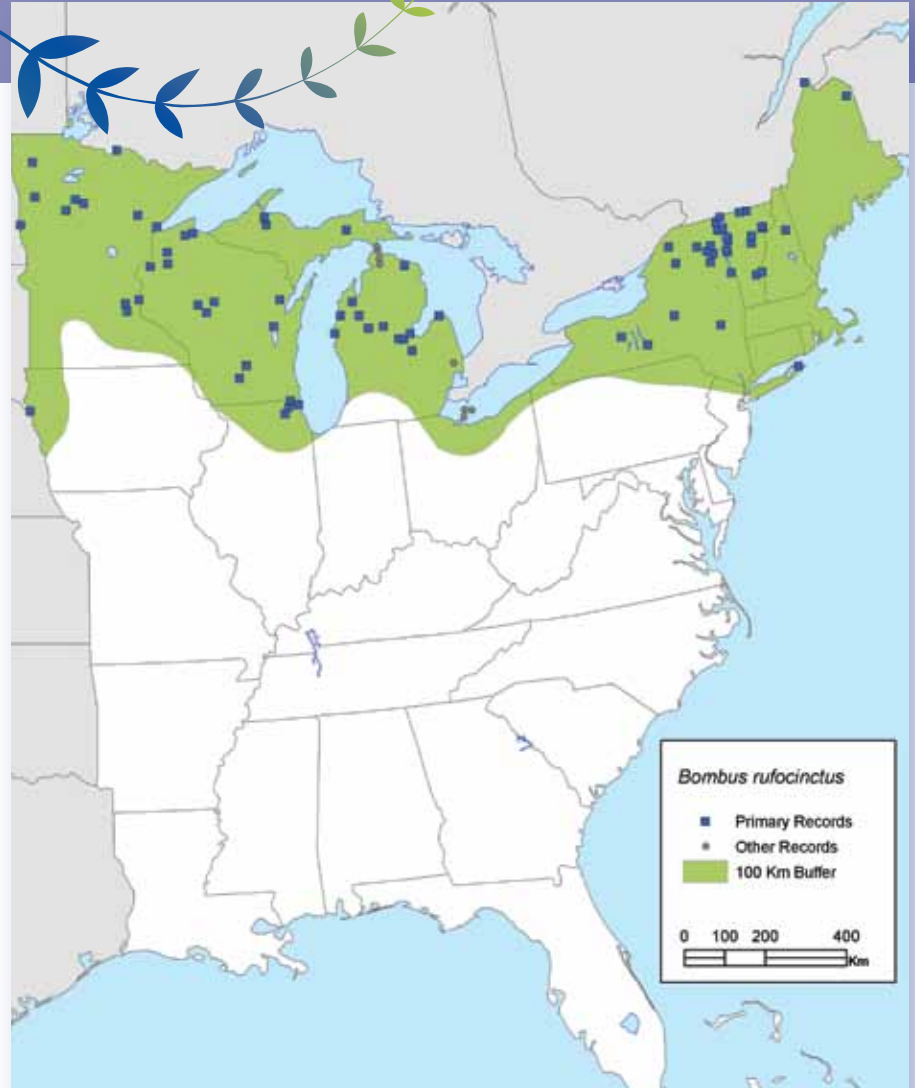 Bombus rufocinctus
Primary Records
Other Records
100 Km Buffer
0 100 200 400
Km